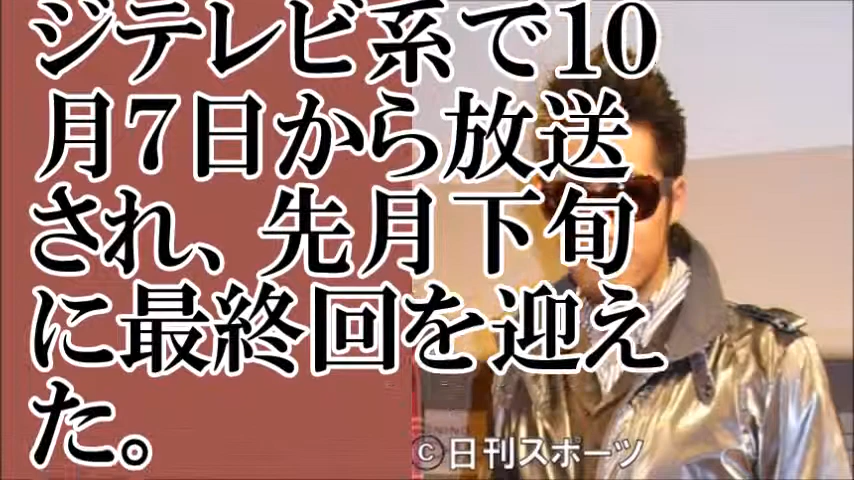 ジテレビ系で10
月7日から放送
され、先月下旬
に最終回を迎え
た。
©日刊スポーツ